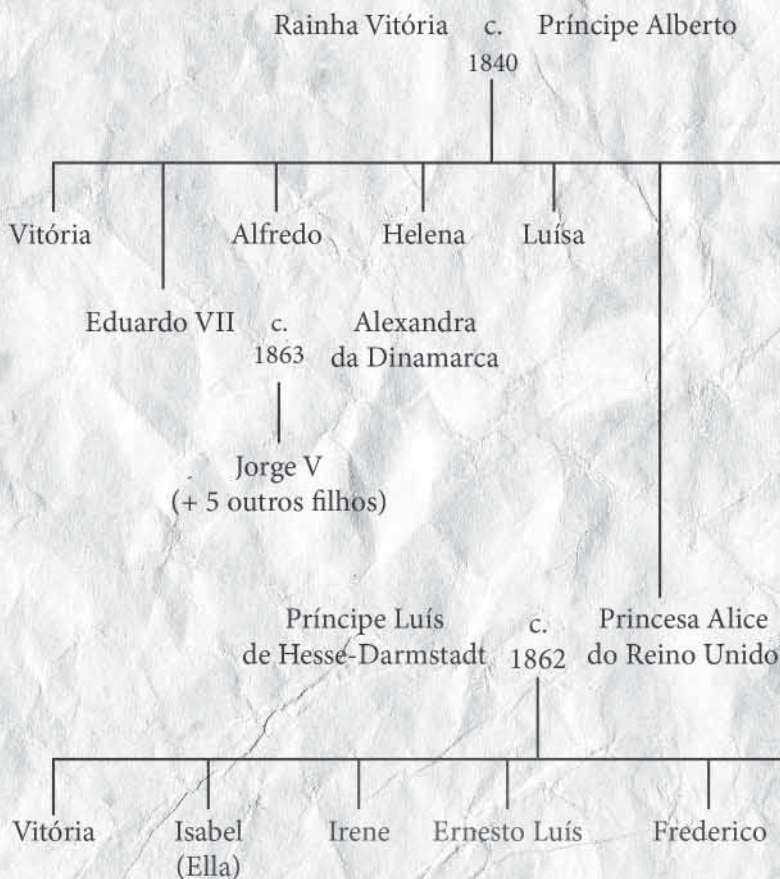 Rainha Vitória c. Príncipe Alberto
1840
Vitória Alfredo Helena Luísa
Eduardo VII c. Alexandra
1863 da Dinamarca
Jorge V
(+ 5 outros filhos)
Príncipe Luís c. Princesa Alice
de Hesse-Darmstadt 1862 do Reino Unido
Vitória Isabel Irene Ernesto Luís Frederico
(Ella)